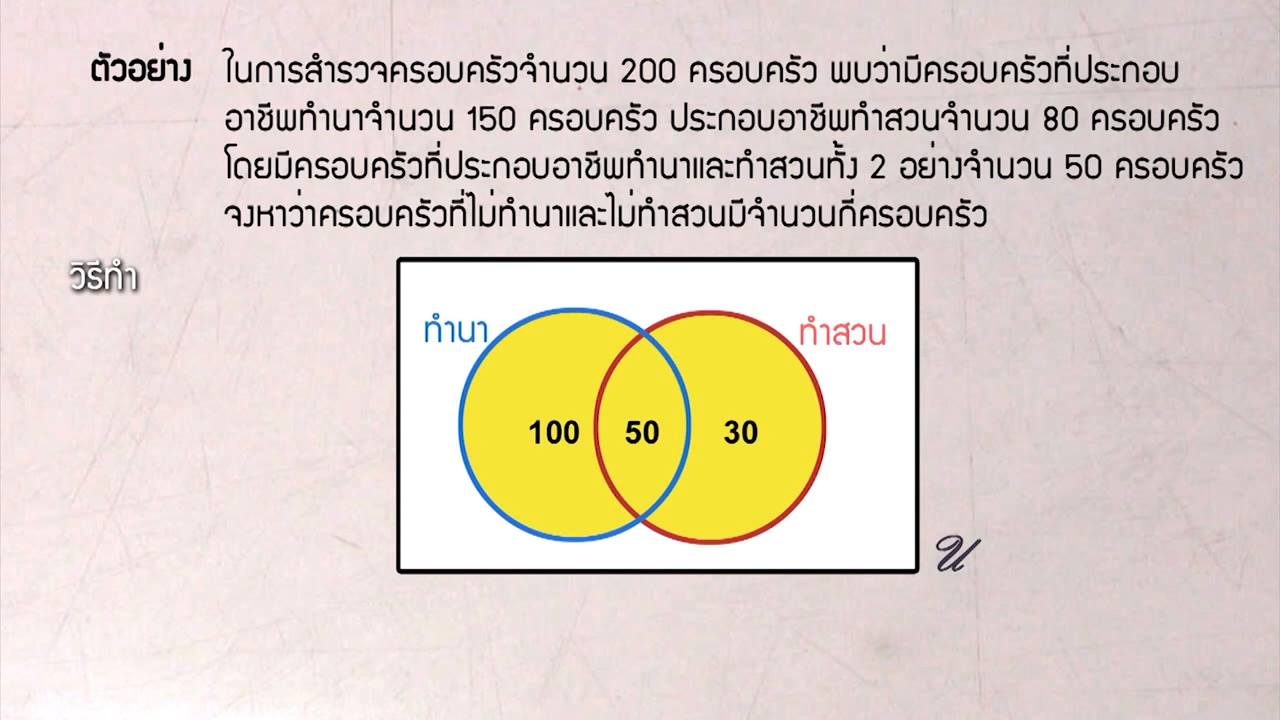 ตัวอย่าง ในการสำรวจครอบครัวจำนวน 200 ครอบครัว พบว่ามีครอบครัวที่ประกอบ
อาชีพทำนาจำนวน 150 ครอบครัว ประกอบอาชีพทำสวนจำนวน 80 ครอบครัว
โดยมีครอบครัวที่ประกอบอาชีพทำนาและทำสวนทั้ง 2 อย่างจำนวน 50 ครอบครัว
จงหาว่าครอบครัวที่ไม่ทำนาและไม่ทำสวนมีจำนวนกี่ครอบครัว
วิธีทำ
ทำนา ทำสวน
100 50 30
𝒰